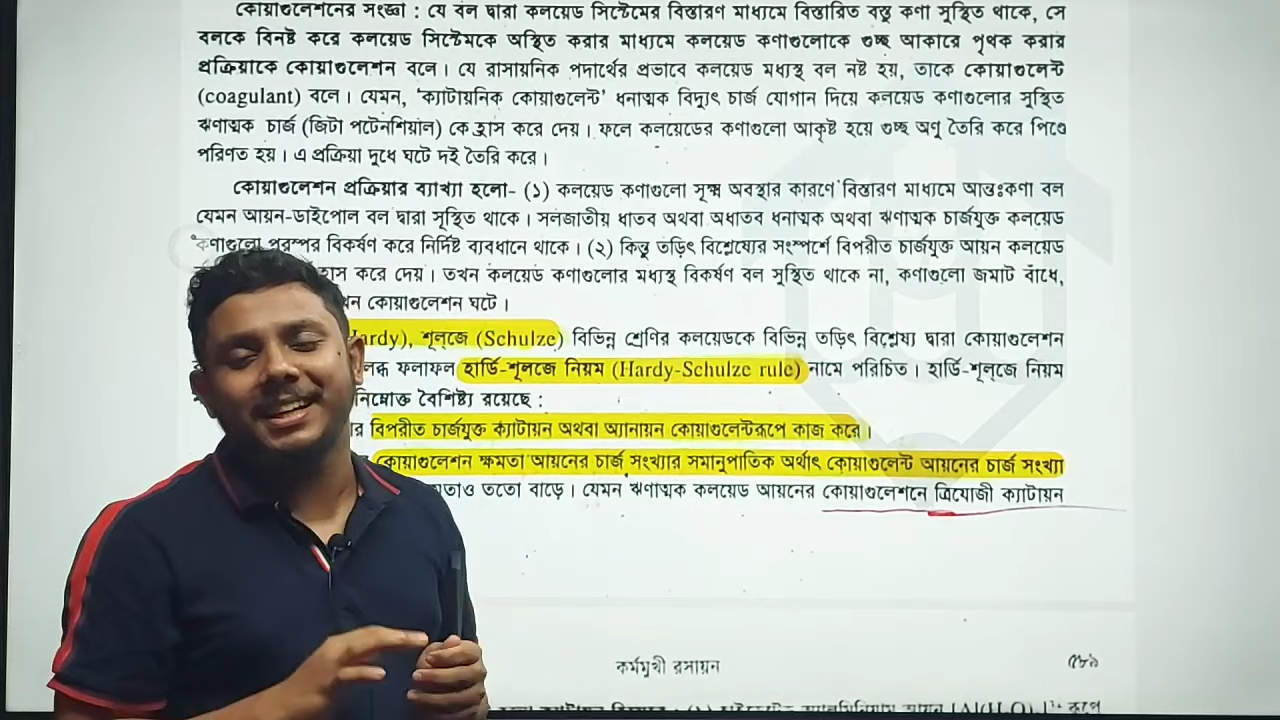 কোয়াগুলেশনের সংজ্ঞা : যে বল দ্বারা কলয়েড সিস্টেমের বিস্তারণ মাধ্যমে বিস্তারিত বস্তু কণা সুস্থিত থাকে, সে
বলকে বিনষ্ট করে কলয়েড সিস্টেমকে অস্থিত করার মাধ্যমে কলয়েড কণাগুলোকে গুচ্ছ আকারে পৃথক করার
প্রক্রিয়াকে কোয়াগুলেশন বলে। যে রাসায়নিক পদার্থের প্রভাবে কলয়েড মধ্যস্থ বল নষ্ট হয়, তাকে কোয়াগুলেন্ট
(coagulant) বলে। যেমন, ‘ক্যাটায়নিক কোয়াগুলেন্ট’ ধনাত্মক বিদ্যুৎ চার্জ যোগান দিয়ে কলয়েড কণাগুলোর সুস্থিত
ঋণাত্মক চার্জ (জিটা পটেনশিয়াল) কে হ্রাস করে দেয়। ফলে কলয়েডের কণাগুলো আকৃষ্ট হয়ে গুচ্ছ অণু তৈরি করে পিণ্ডে
পরিণত হয়। এ প্রক্রিয়া দুধে ঘটে দই তৈরি করে।
কোয়াগুলেশন প্রক্রিয়ার ব্যাখ্যা হলো- (১) কলয়েড কণাগুলো সূক্ষ্ম অবস্থার কারণে বিস্তারণ মাধ্যমে আন্তঃকণা বল
যেমন আয়ন-ডাইপোল বল দ্বারা সুস্থিত থাকে। সমজাতীয় ধাতব অথবা অধাতব ধনাত্মক অথবা ঋণাত্মক চার্জযুক্ত কলয়েড
কণাগুলো পরস্পর বিকর্ষণ করে নির্দিষ্ট ব্যবধানে থাকে। (২) কিন্তু তড়িৎ বিশ্লেষ্যের সংস্পর্শে বিপরীত চার্জযুক্ত আয়ন কলয়েড
হ্রাস করে দেয়। তখন কলয়েড কণাগুলোর মধ্যস্থ বিকর্ষণ বল সুস্থিত থাকে না, কণাগুলো জমাট বাঁধে,
কোয়াগুলেশন ঘটে।
(Hardy), শূল্‌জে (Schulze) বিভিন্ন শ্রেণির কলয়েডকে বিভিন্ন তড়িৎ বিশ্লেষ্য দ্বারা কোয়াগুলেশন
ফলাফল হার্ডি-শূলজে নিয়ম (Hardy-Schulze rule) নামে পরিচিত। হার্ডি-শূল্‌জে নিয়ম
নিম্নোক্ত বৈশিষ্ট্য রয়েছে :
বিপরীত চার্জযুক্ত ক্যাটায়ন অথবা অ্যানায়ন কোয়াগুলেন্টরূপে কাজ করে।
কোয়াগুলেশন ক্ষমতা আয়নের চার্জ সংখ্যার সমানুপাতিক অর্থাৎ কোয়াগুলেন্ট আয়নের চার্জ সংখ্যা
ততো বাড়ে। যেমন ঋণাত্মক কলয়েড আয়নের কোয়াগুলেশনে ত্রিযোজী ক্যাটায়ন
কর্মমুখী রসায়ন
৫৮৯